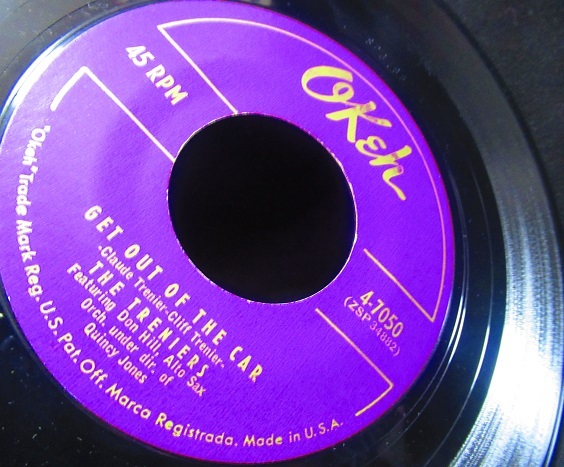 OKeh
45 RPM
4-7050
(ZSP34882)
GET OUT OF THE CAR
-Claude Trenier-Cliff Trenier-
THE TRENIERS
Featuring Don Hill, Alto Sax
Orch. under dir. of
Quincy Jones
"Okeh" Trade Mark Reg. U.S. Pat. Off. Marca Registrada. Made in U.S.A.